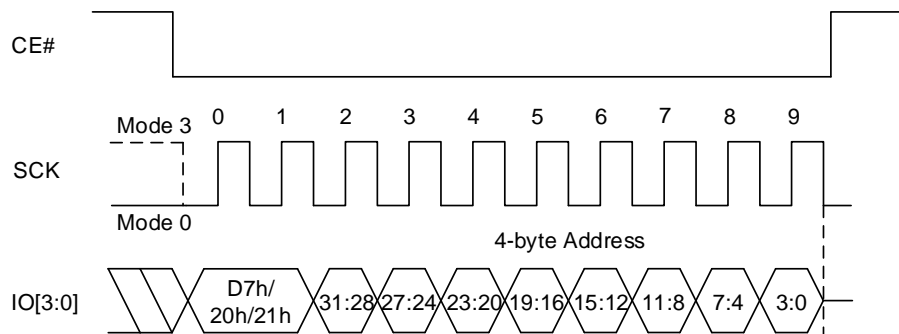 CE#
Mode 3
0 1 2 3 4 5 6 7 8 9
SCK
Mode 0
4-byte Address
IO[3:0]
D7h/
20h/21h
31:28 27:24 23:20 19:16 15:12 11:8 7:4 3:0